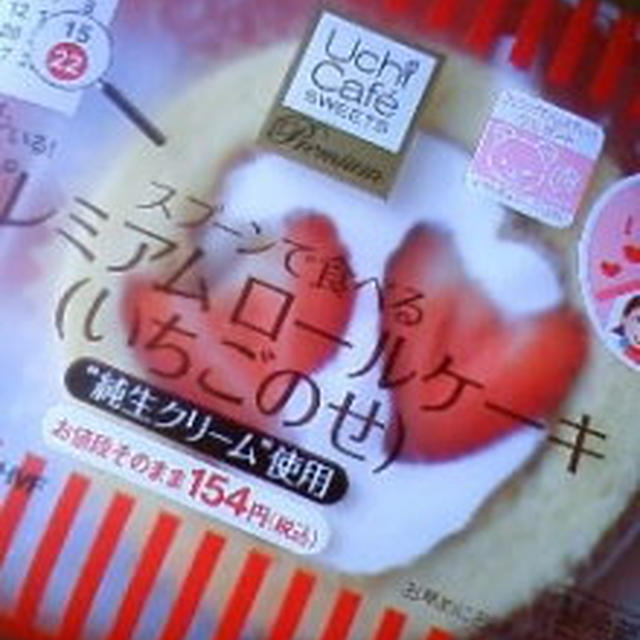 15
22
Uchi
Café
SWEETS
Premium
スプーンで食べる
レミアムロールケーキ
(いちごのせ)
"純生クリーム"使用
お値段そのまま154円(税込)